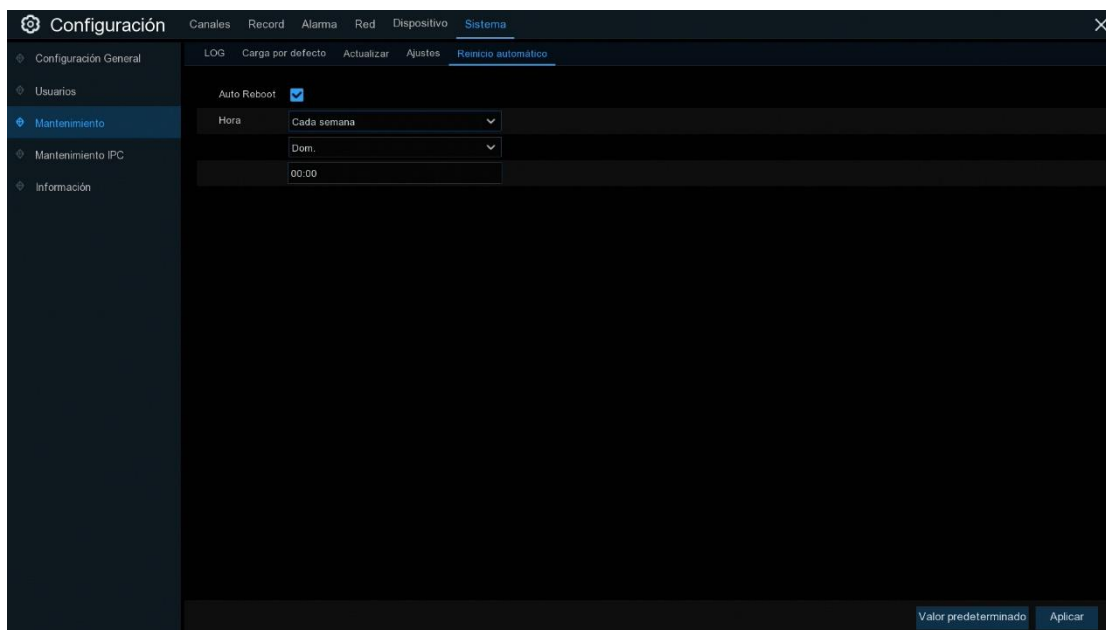 Configuración
Canales Record Alarma Red Dispositivo Sistema
LOG Carga por defecto Actualizar Ajustes Reinicio automático
Configuración General
Usuarios
Mantenimiento
Mantenimiento IPC
Información
Auto Reboot
Hora Cada semana
Dom.
00:00
Valor predeterminado Aplicar